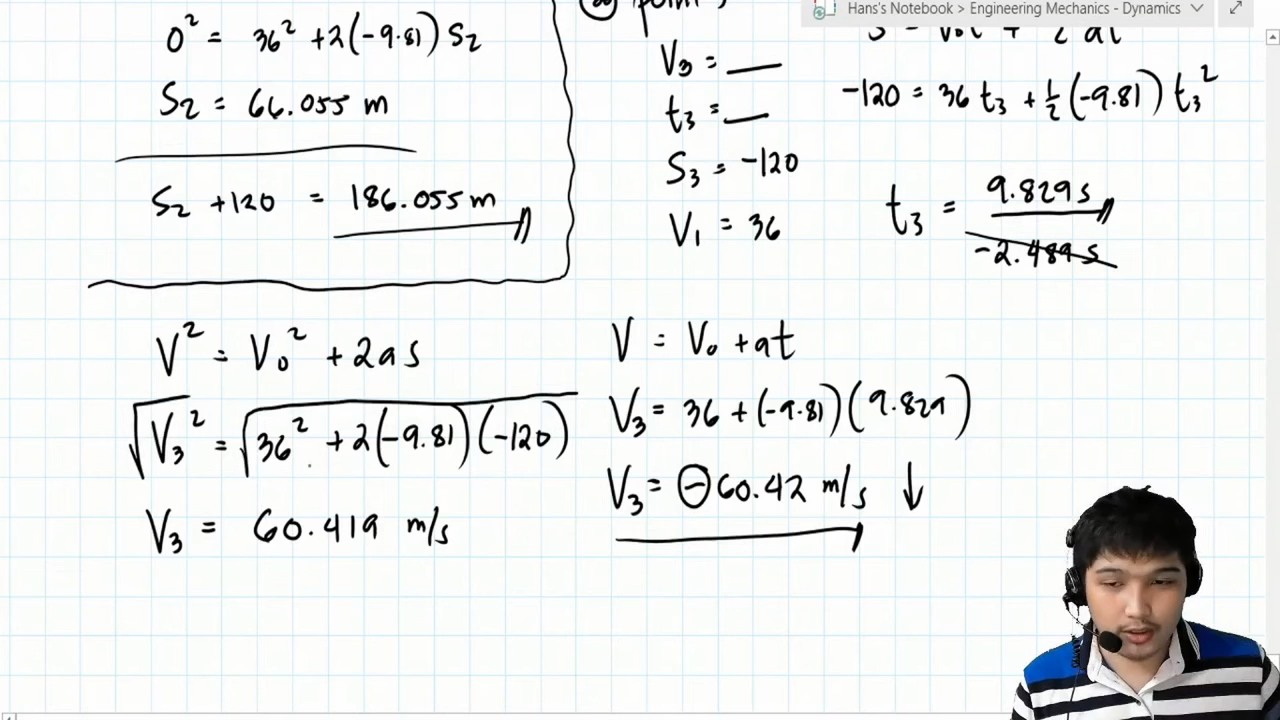 Hans's Notebook > Engineering Mechanics - Dynamics
0² = 36² + 2(-9.81) S₂
S₂ = 66.055 m
S₂ + 120 = 186.055 m
V₃ = __
t₃ = __
S₃ = -120
V₁ = 36
-120 = 36 t₃ + ½ (-9.81) t₃²
t₃ = 9.829 s
-2.489 s
V² = V₀² + 2as
√V₃² = √36² + 2(-9.81)(-120)
V₃ = 60.419 m/s
V = V₀ + at
V₃ = 36 + (-9.81)(9.829)
V₃ = -60.42 m/s ↓